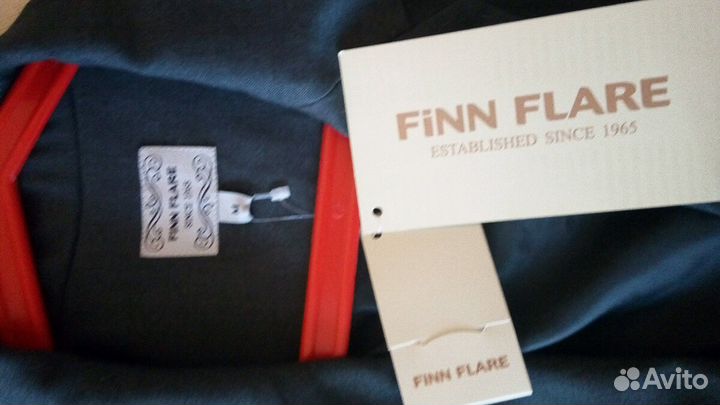 FiNN FLARE
ESTABLISHED SINCE 1965
FiNN FLARE
SINCE 1965
M
FiNN FLARE
Avito